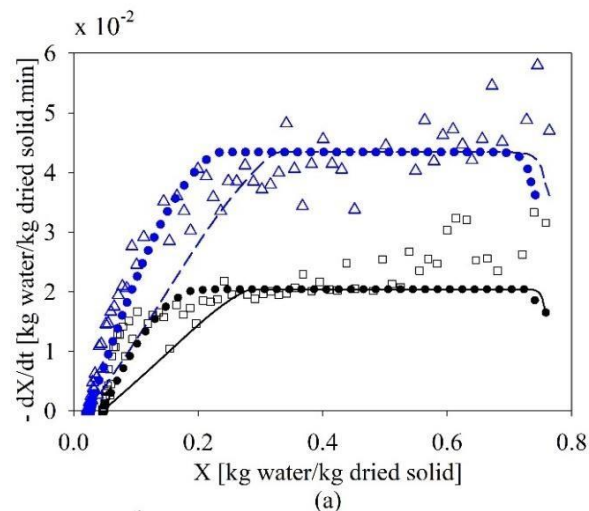 x 10⁻²
6
5
4
3
2
1
0
- dX/dt [kg water/kg dried solid.min]
0.0 0.2 0.4 0.6 0.8
X [kg water/kg dried solid]
(a)